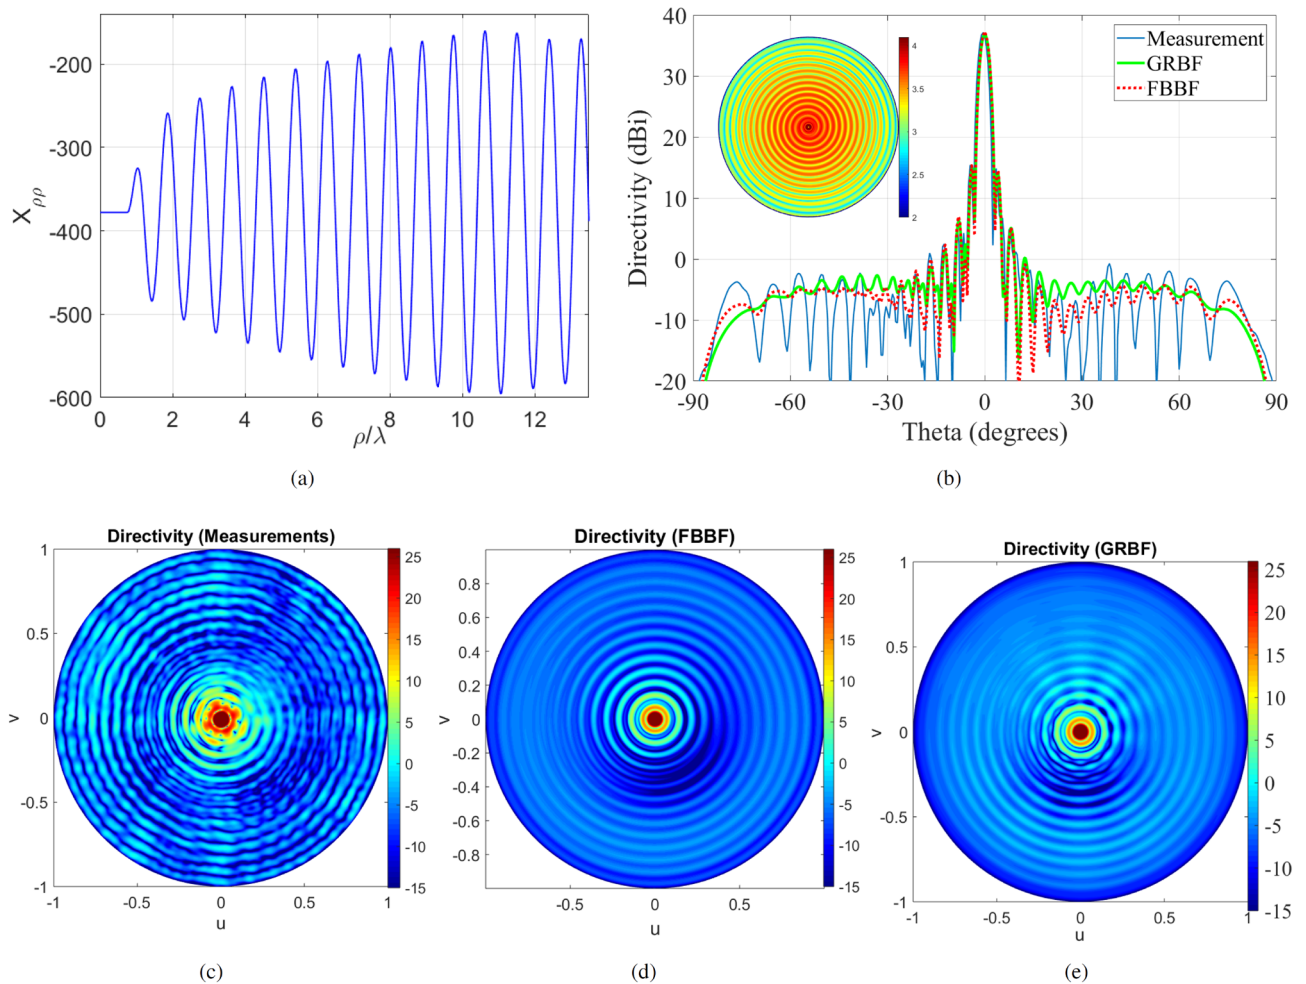 -200
-300
-400
-500
-600
X ρρ
0 2 4 6 8 10 12
ρ/λ
(a)
40
30
20
10
0
-10
-20
Directivity (dBi)
4
3.5
3
2.5
2
Measurement
GRBF
FBBF
-90 -60 -30 0 30 60 90
Theta (degrees)
(b)
Directivity (Measurements)
1
0.5
0
-0.5
-1
v
-1 -0.5 0 0.5 1
u
25
20
15
10
5
0
-5
-10
-15
(c)
Directivity (FBBF)
0.8
0.6
0.4
0.2
0
-0.2
-0.4
-0.6
-0.8
v
-0.5 0 0.5
u
25
20
15
10
5
0
-5
-10
-15
(d)
Directivity (GRBF)
1
0.5
0
-0.5
-1
v
-1 -0.5 0 0.5 1
u
25
20
15
10
5
0
-5
-10
-15
(e)